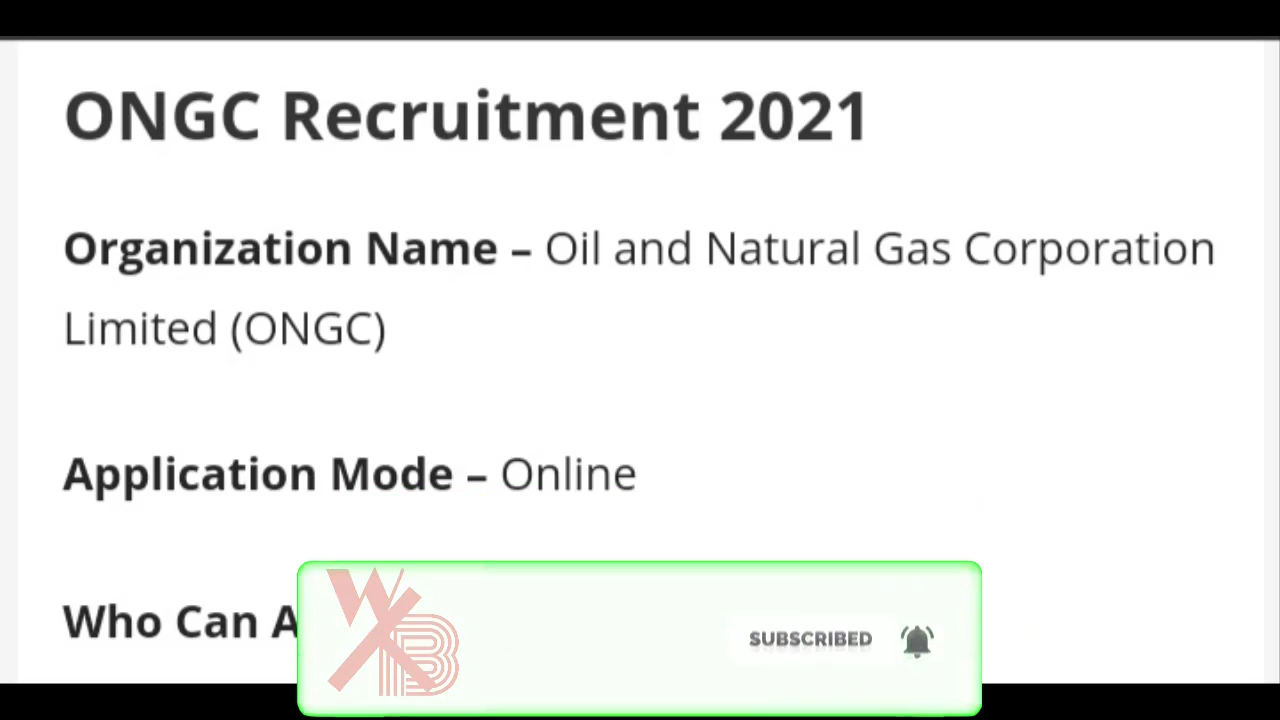 ONGC Recruitment 2021
Organization Name – Oil and Natural Gas Corporation
Limited (ONGC)
Application Mode – Online
Who Can A
SUBSCRIBED